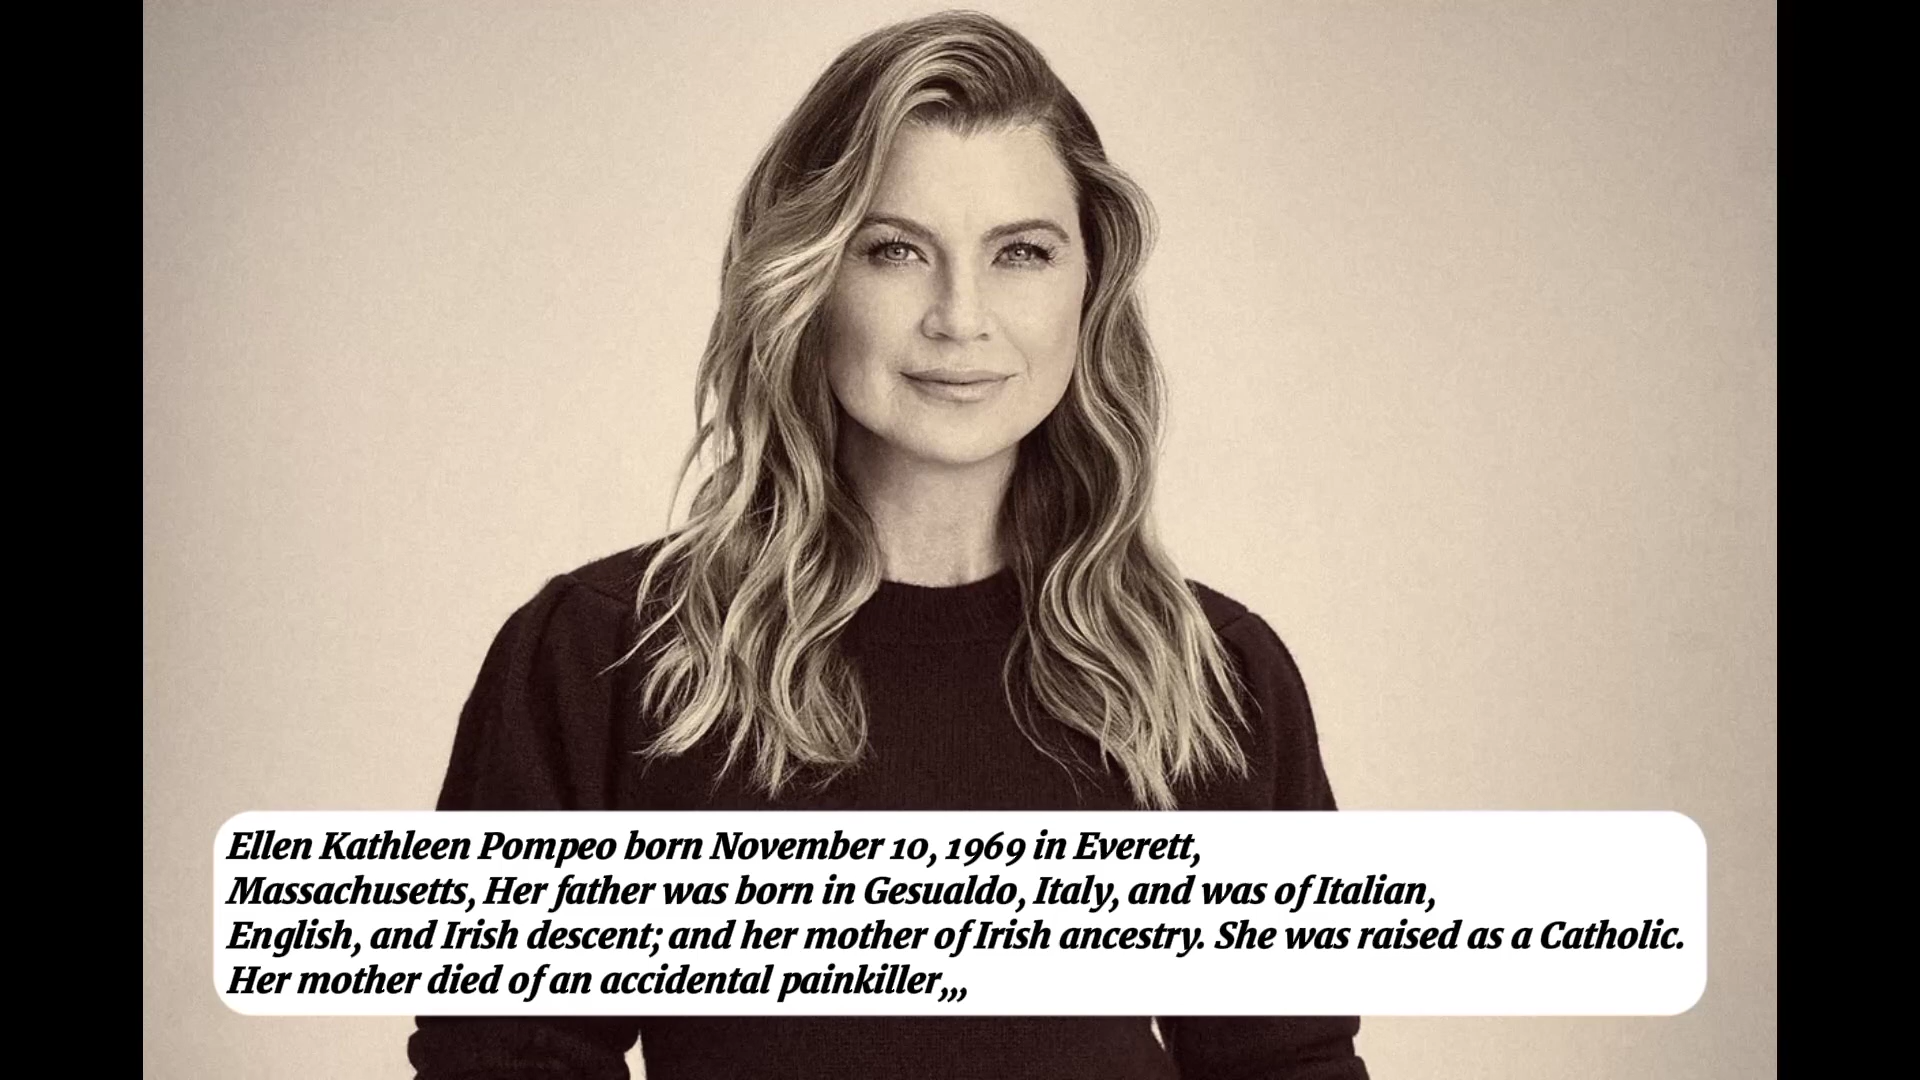 Ellen Kathleen Pompeo born November 10, 1969 in Everett,
Massachusetts, Her father was born in Gesualdo, Italy, and was of Italian,
English, and Irish descent; and her mother of Irish ancestry. She was raised as a Catholic.
Her mother died of an accidental painkiller,,,